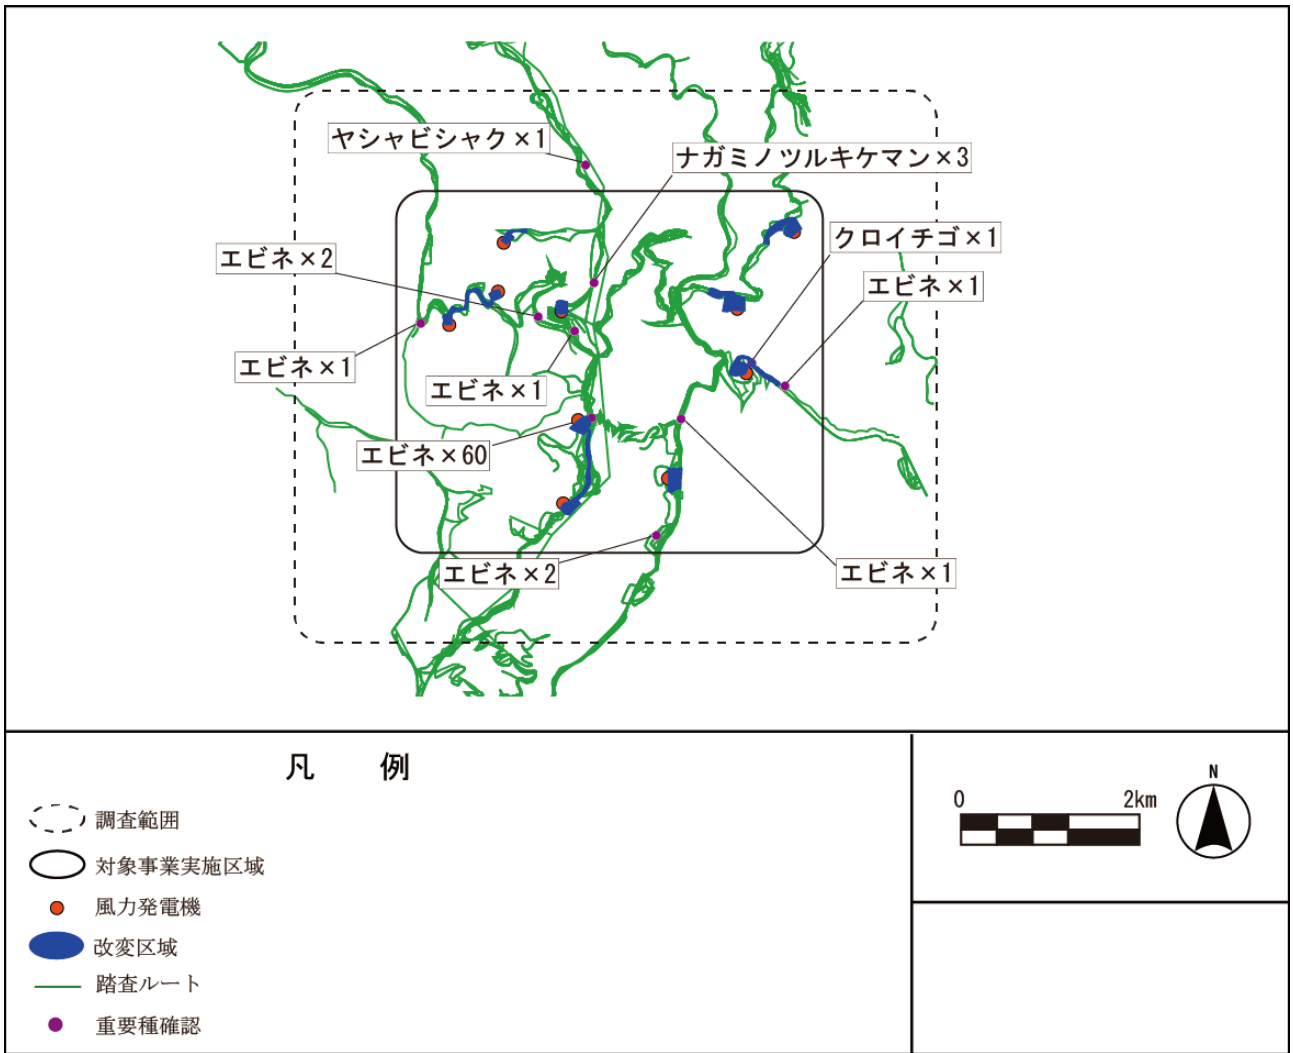 ヤシャビシャク×1
ナガミノツルキケマン×3
クロイチゴ×1
エビネ×2
エビネ×1
エビネ×1
エビネ×1
エビネ×60
エビネ×2
エビネ×1
凡 例
調査範囲
対象事業実施区域
風力発電機
改変区域
踏査ルート
重要種確認
0 2km
N